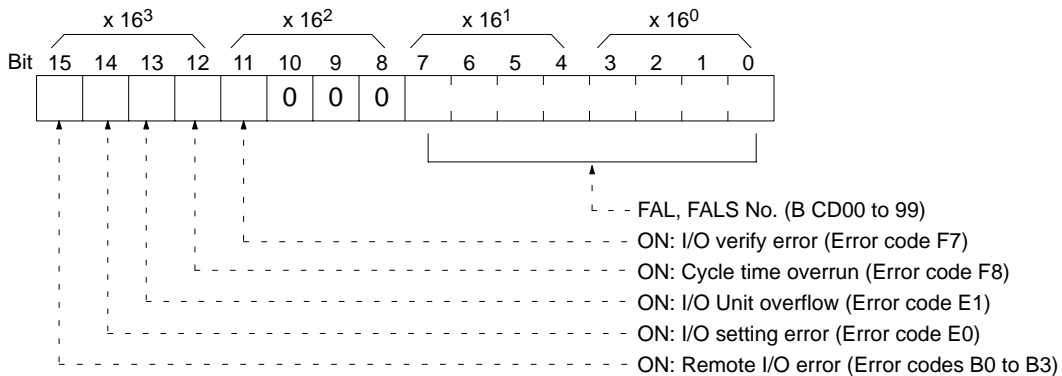 x 16³ x 16² x 16¹ x 16⁰
Bit 15 14 13 12 11 10 9 8 7 6 5 4 3 2 1 0
0 0 0
FAL, FALS No. (B CD00 to 99)
ON: I/O verify error (Error code F7)
ON: Cycle time overrun (Error code F8)
ON: I/O Unit overflow (Error code E1)
ON: I/O setting error (Error code E0)
ON: Remote I/O error (Error codes B0 to B3)